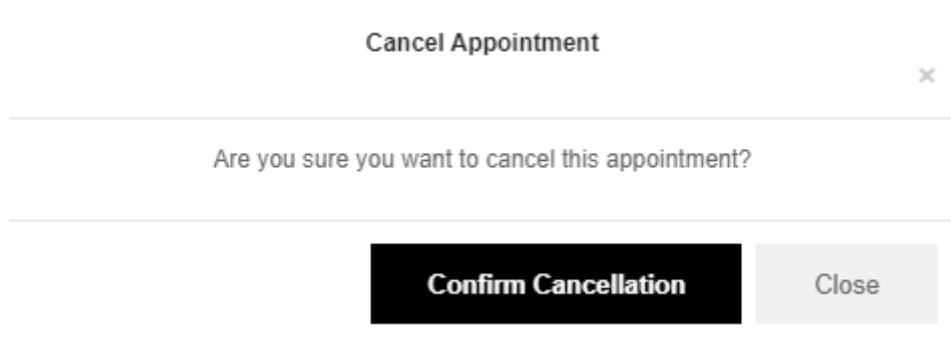 Cancel Appointment
×
Are you sure you want to cancel this appointment?
Confirm Cancellation
Close